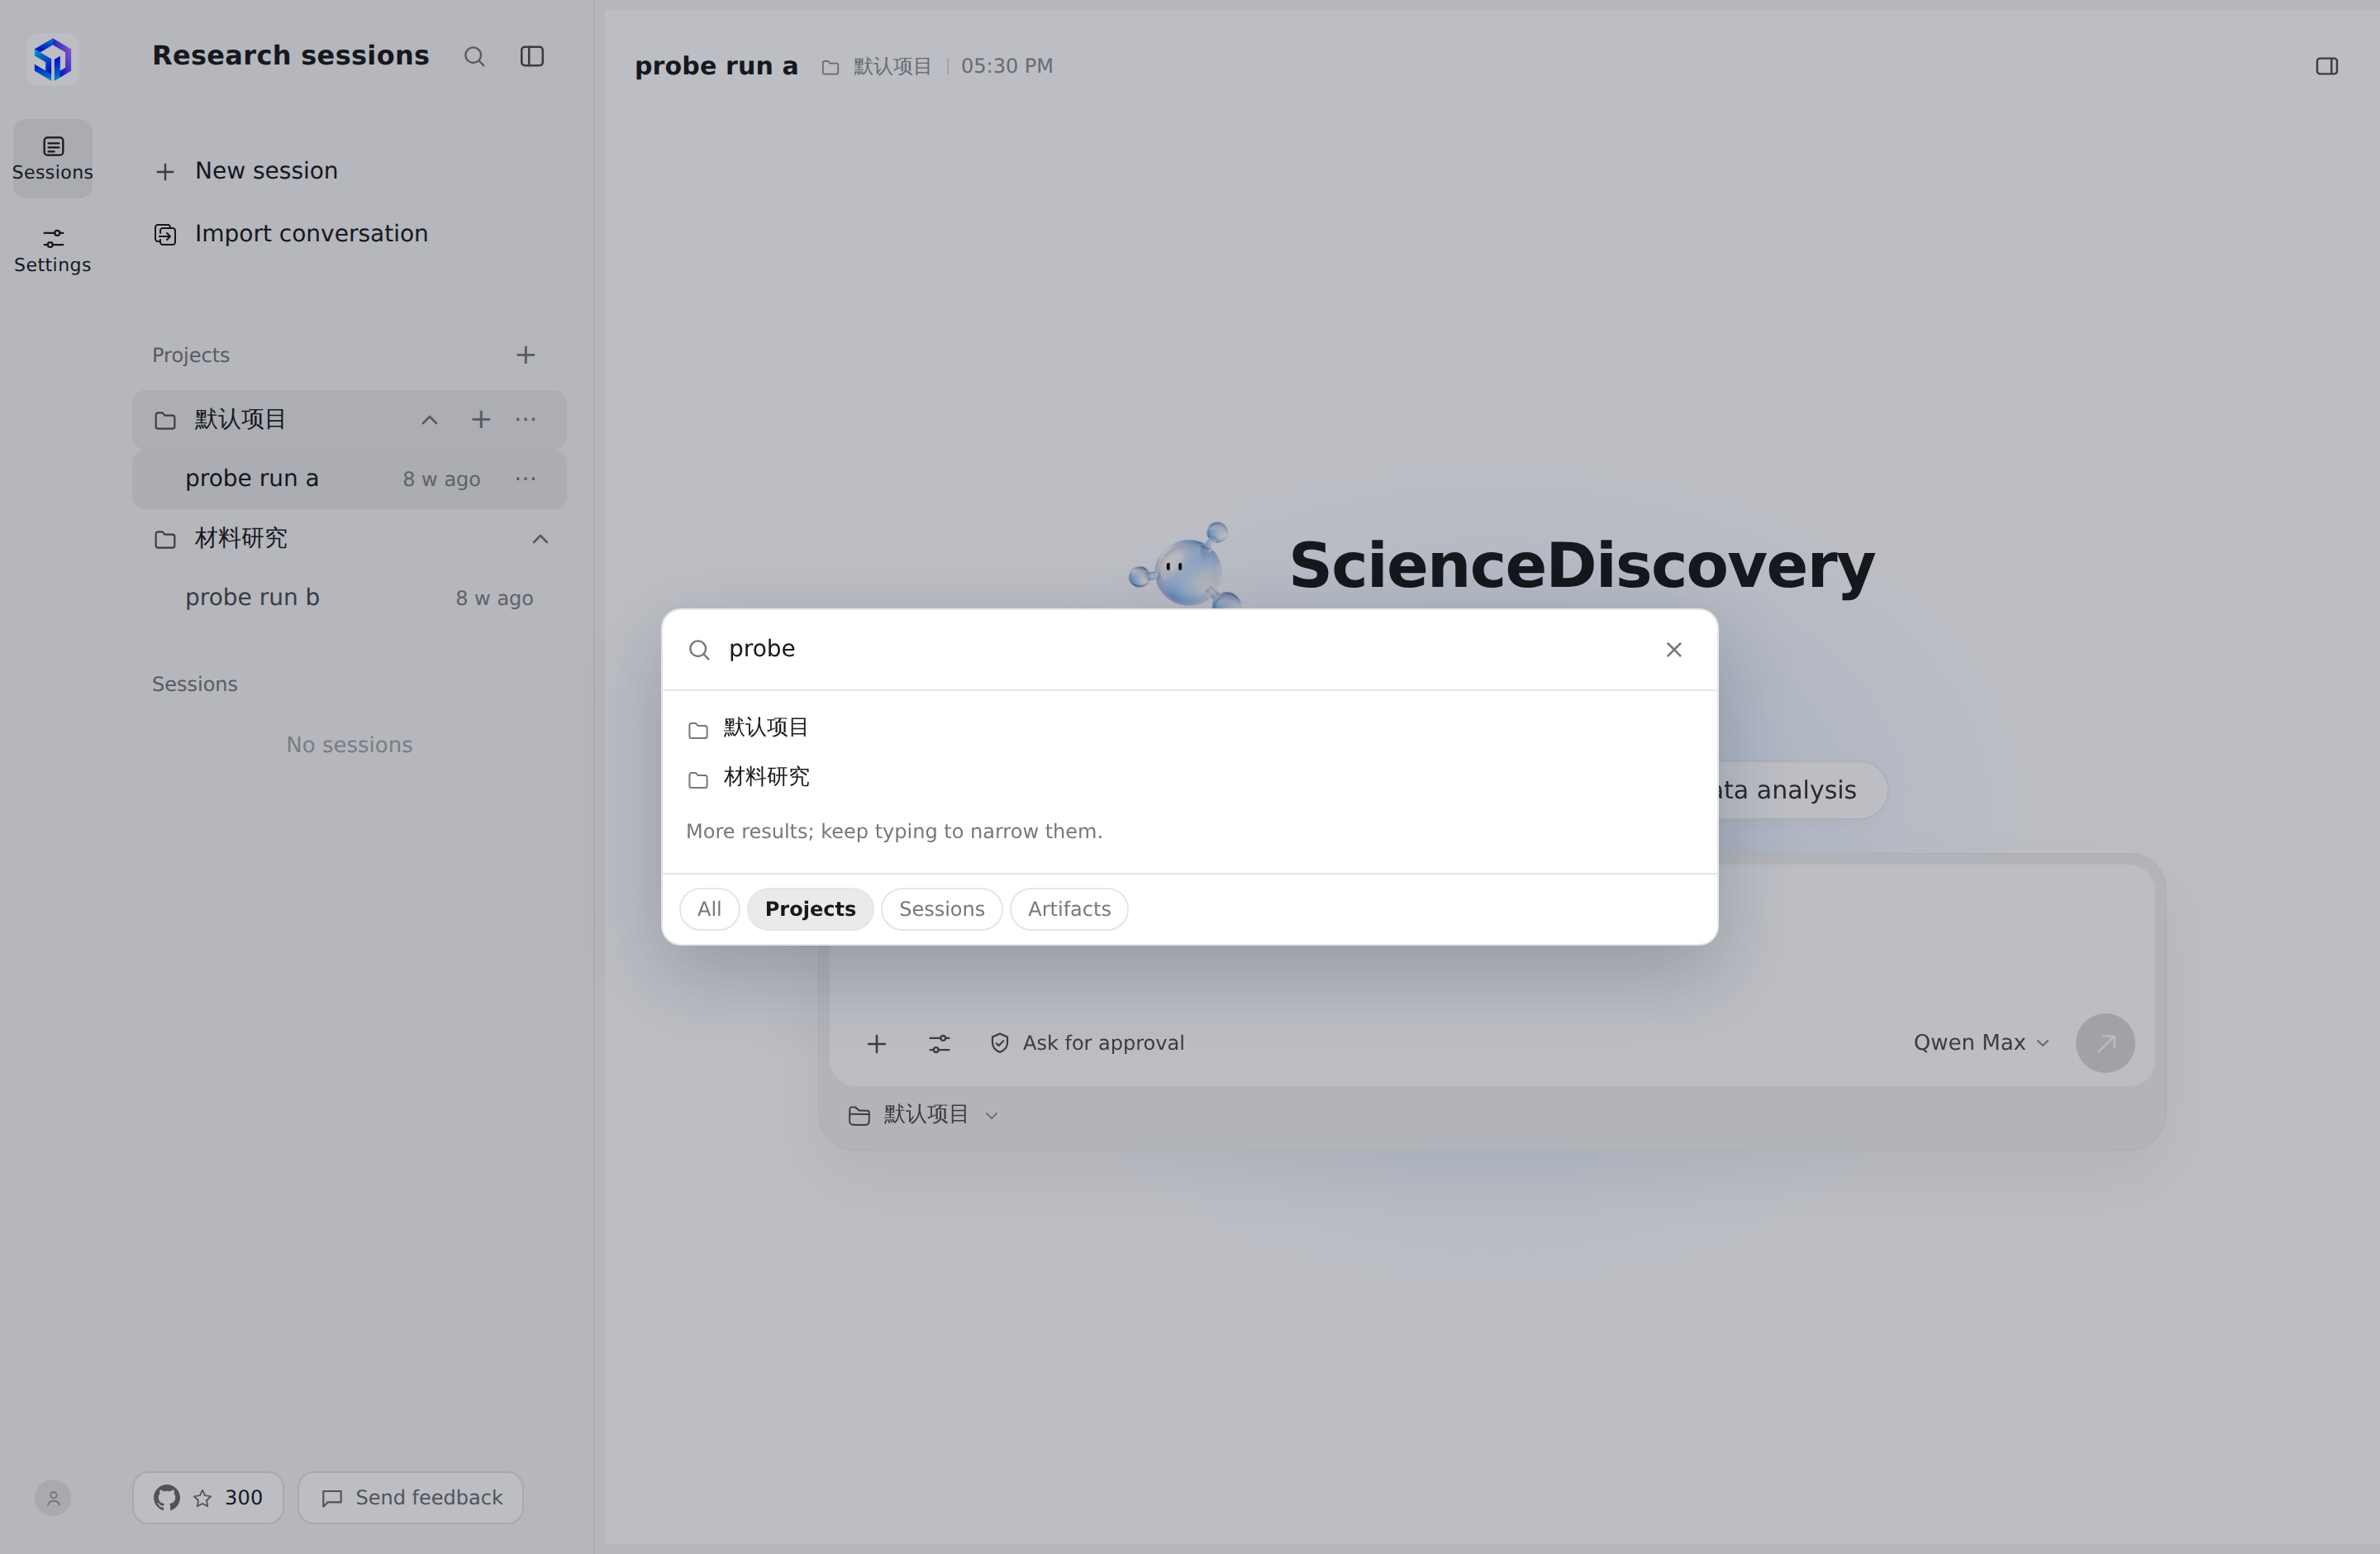 Research sessions
Sessions
Settings
New session
Import conversation
Projects
默认项目
probe run a 8 w ago
材料研究
probe run b 8 w ago
Sessions
No sessions
300 Send feedback
probe run a 默认项目 05:30 PM
ScienceDiscovery
probe
默认项目
材料研究
More results; keep typing to narrow them.
All Projects Sessions Artifacts
analysis
Ask for approval Qwen Max
默认项目